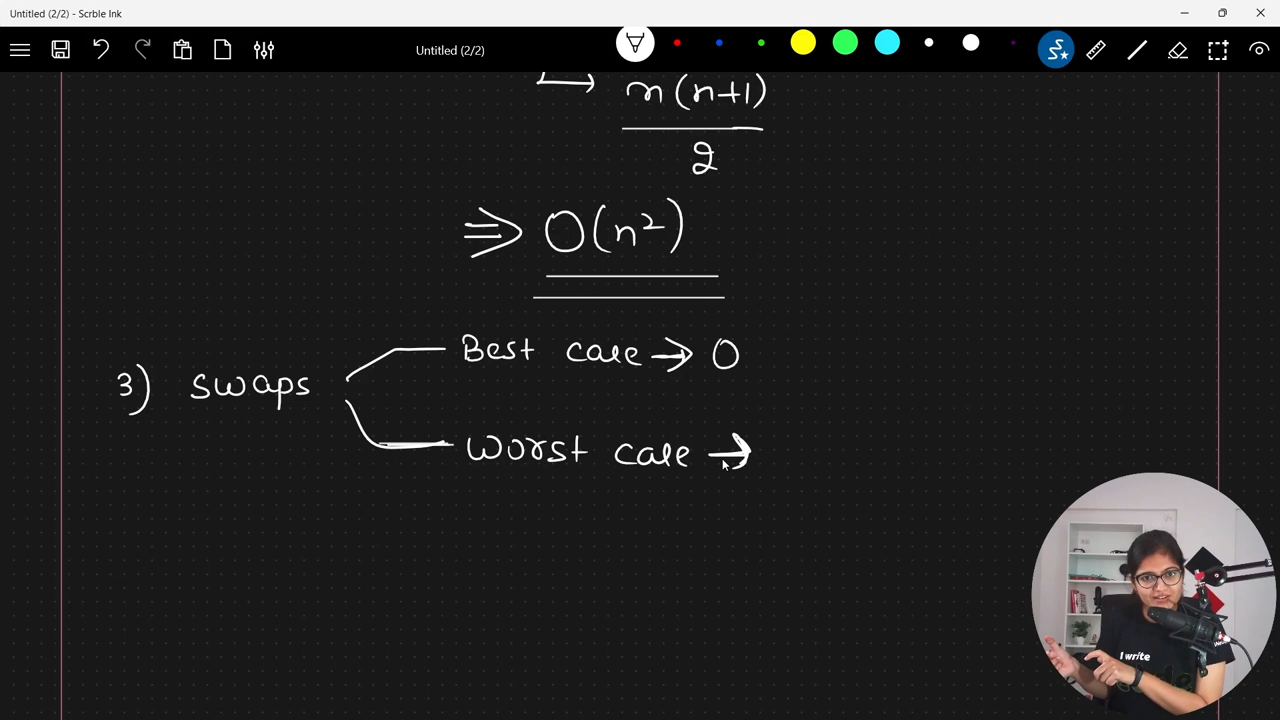 Untitled (2/2) - Scrble Ink
Untitled (2/2)
n(n+1)
2
⇒ O(n²)
3) swaps
Best case → 0
Worst case →
I write